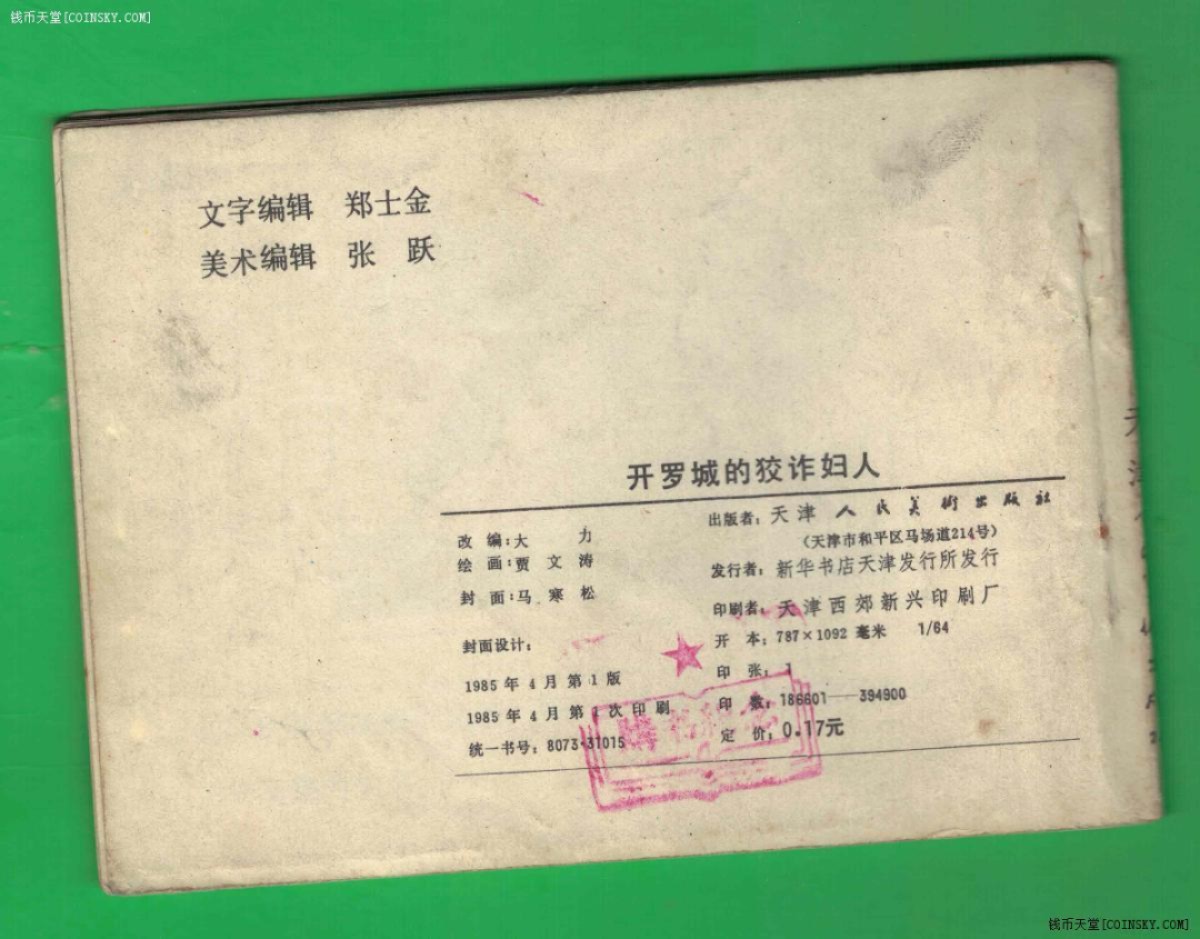 钱币天堂[COINSKY.COM]
文字编辑 郑士金
美术编辑 张 跃
开罗城的狡诈妇人
改 编:大 力
绘 画:贾 文 涛
封 面:马 寒 松
封面设计:
1985 年 4 月 第 1 版
1985 年 4 月 第 1 次 印 刷
统一书号: 8073·31015
出版者: 天津人民美術出版社
(天津市和平区马场道214号)
发行者: 新华书店天津发行所发行
印刷者: 天津西郊新兴印刷厂
开 本: 787×1092 毫米 1/64
印 张: 1
印 数: 186601——394900
定 价: 0.17元
購书纪念
天津
钱币天堂[COINSKY.COM]